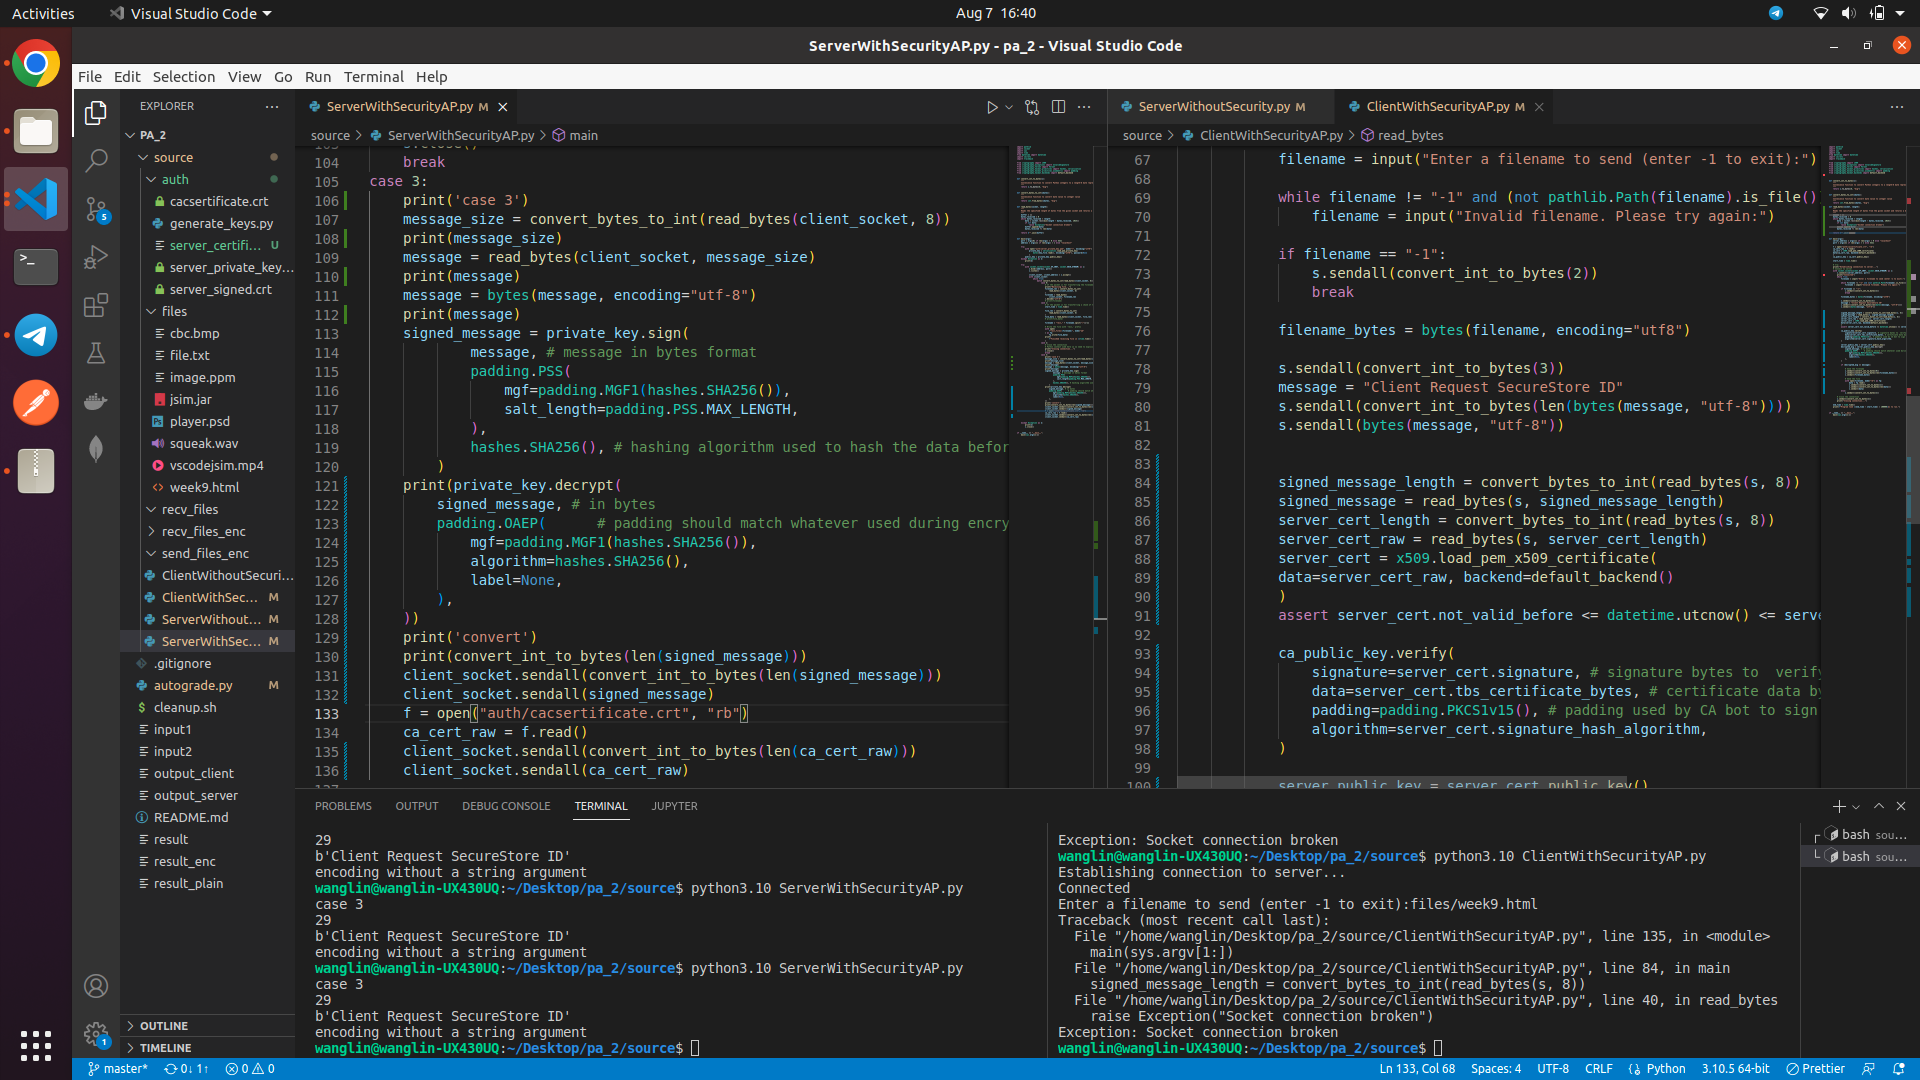 Activities
Visual Studio Code
Aug 7 16:40
ServerWithSecurityAP.py - pa_2 - Visual Studio Code
File Edit Selection View Go Run Terminal Help
EXPLORER
PA_2
source
auth
cacsertificate.crt
generate_keys.py
server_certifi... U
server_private_key...
server_signed.crt
files
cbc.bmp
file.txt
image.ppm
jsim.jar
player.psd
squeak.wav
vscodejsim.mp4
week9.html
recv_files
recv_files_enc
send_files_enc
ClientWithoutSecuri...
ClientWithSec... M
ServerWithout... M
ServerWithSec... M
.gitignore
autograde.py M
cleanup.sh
input1
input2
output_client
output_server
README.md
result
result_enc
result_plain
OUTLINE
TIMELINE
5
1
ServerWithSecurityAP.py M
source > ServerWithSecurityAP.py > main
104 break
105 case 3:
106 print('case 3')
107 message_size = convert_bytes_to_int(read_bytes(client_socket, 8))
108 print(message_size)
109 message = read_bytes(client_socket, message_size)
110 print(message)
111 message = bytes(message, encoding="utf-8")
112 print(message)
113 signed_message = private_key.sign(
114 message, # message in bytes format
115 padding.PSS(
116 mgf=padding.MGF1(hashes.SHA256()),
117 salt_length=padding.PSS.MAX_LENGTH,
118 ),
119 hashes.SHA256(), # hashing algorithm used to hash the data befor
120 )
121 print(private_key.decrypt(
122 signed_message, # in bytes
123 padding.OAEP( # padding should match whatever used during encry
124 mgf=padding.MGF1(hashes.SHA256()),
125 algorithm=hashes.SHA256(),
126 label=None,
127 ),
128 ))
129 print('convert')
130 print(convert_int_to_bytes(len(signed_message)))
131 client_socket.sendall(convert_int_to_bytes(len(signed_message)))
132 client_socket.sendall(signed_message)
133 f = open("auth/cacsertificate.crt", "rb")
134 ca_cert_raw = f.read()
135 client_socket.sendall(convert_int_to_bytes(len(ca_cert_raw)))
136 client_socket.sendall(ca_cert_raw)
ServerWithoutSecurity.py M
ClientWithSecurityAP.py M
source > ClientWithSecurityAP.py > read_bytes
67 filename = input("Enter a filename to send (enter -1 to exit):")
68
69 while filename != "-1" and (not pathlib.Path(filename).is_file()
70 filename = input("Invalid filename. Please try again:")
71
72 if filename == "-1":
73 s.sendall(convert_int_to_bytes(2))
74 break
75
76 filename_bytes = bytes(filename, encoding="utf8")
77
78 s.sendall(convert_int_to_bytes(3))
79 message = "Client Request SecureStore ID"
80 s.sendall(convert_int_to_bytes(len(bytes(message, "utf-8"))))
81 s.sendall(bytes(message, "utf-8"))
82
83
84 signed_message_length = convert_bytes_to_int(read_bytes(s, 8))
85 signed_message = read_bytes(s, signed_message_length)
86 server_cert_length = convert_bytes_to_int(read_bytes(s, 8))
87 server_cert_raw = read_bytes(s, server_cert_length)
88 server_cert = x509.load_pem_x509_certificate(
89 data=server_cert_raw, backend=default_backend()
90 )
91 assert server_cert.not_valid_before <= datetime.utcnow() <= serve
92
93 ca_public_key.verify(
94 signature=server_cert.signature, # signature bytes to verify
95 data=server_cert.tbs_certificate_bytes, # certificate data by
96 padding=padding.PKCS1v15(), # padding used by CA bot to sign
97 algorithm=server_cert.signature_hash_algorithm,
98 )
99
100 server_public_key = server_cert.public_key()
PROBLEMS OUTPUT DEBUG CONSOLE TERMINAL JUPYTER
29
b'Client Request SecureStore ID'
encoding without a string argument
wanglin@wanglin-UX430UQ:~/Desktop/pa_2/source$ python3.10 ServerWithSecurityAP.py
case 3
29
b'Client Request SecureStore ID'
encoding without a string argument
wanglin@wanglin-UX430UQ:~/Desktop/pa_2/source$ python3.10 ServerWithSecurityAP.py
case 3
29
b'Client Request SecureStore ID'
encoding without a string argument
wanglin@wanglin-UX430UQ:~/Desktop/pa_2/source$
Exception: Socket connection broken
wanglin@wanglin-UX430UQ:~/Desktop/pa_2/source$ python3.10 ClientWithSecurityAP.py
Establishing connection to server...
Connected
Enter a filename to send (enter -1 to exit):files/week9.html
Traceback (most recent call last):
File "/home/wanglin/Desktop/pa_2/source/ClientWithSecurityAP.py", line 135, in <module>
main(sys.argv[1:])
File "/home/wanglin/Desktop/pa_2/source/ClientWithSecurityAP.py", line 84, in main
signed_message_length = convert_bytes_to_int(read_bytes(s, 8))
File "/home/wanglin/Desktop/pa_2/source/ClientWithSecurityAP.py", line 40, in read_bytes
raise Exception("Socket connection broken")
Exception: Socket connection broken
wanglin@wanglin-UX430UQ:~/Desktop/pa_2/source$
bash sou...
bash sou...
master* 0↓ 1↑ 0 0
Ln 133, Col 68 Spaces: 4 UTF-8 CRLF Python 3.10.5 64-bit Prettier